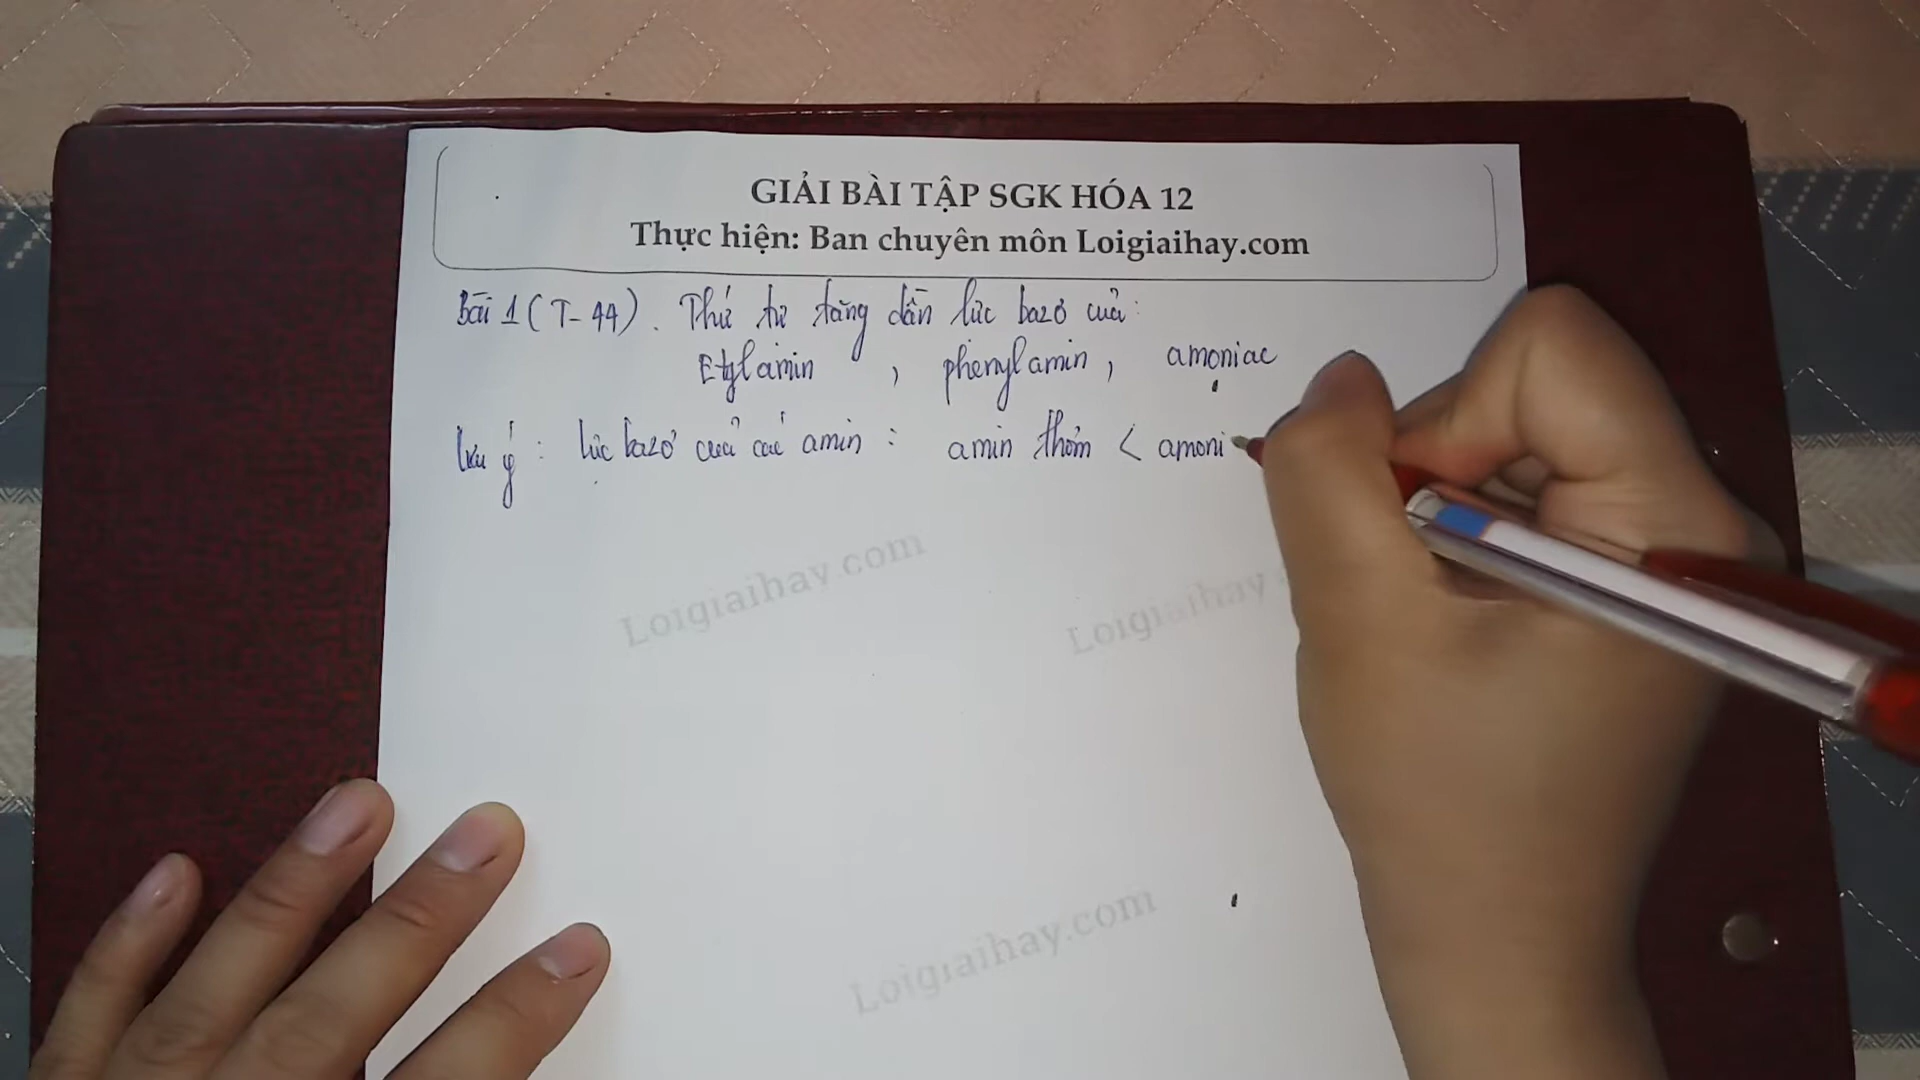 GIẢI BÀI TẬP SGK HÓA 12
Thực hiện: Ban chuyên môn Loigiaihay.com
Bài 1 (T-44). Thứ tự tăng dần lực bazơ của:
Etylamin , phenylamin, amoniac
Lưu ý: lực bazơ của các amin: amin thơm < amoni
Loigiaihay.com
Loigiaihay
Loigiaihay.com